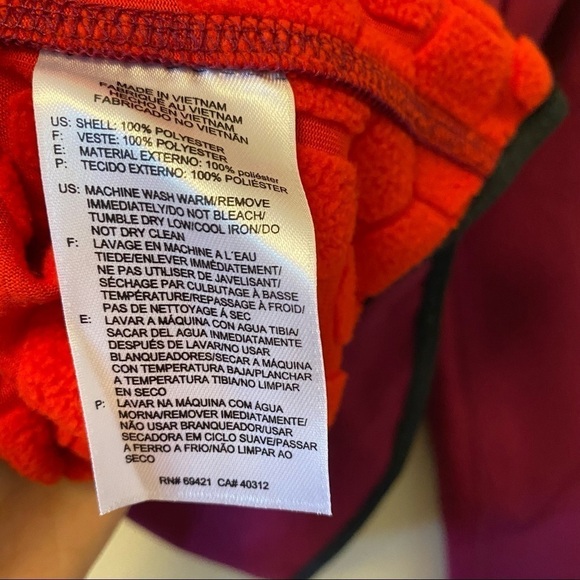 MADE IN VIETNAM
HERIQUÉ AU VIETNAM
FABRICADO NO VIETNÃN
US: SHELL: 100% POLYESTER
F: VESTE: 100% POLYESTER
E: MATERIAL EXTERNO: 100% poliéster
P: TECIDO EXTERNO: 100% POLIÉSTER
US: MACHINE WASH WARM/REMOVE
IMMEDIATELY/DO NOT BLEACH/
TUMBLE DRY LOW/COOL IRON/DO
NOT DRY CLEAN
F: LAVAGE EN MACHINE A L'EAU
TIEDE/ENLEVER IMMÉDIATEMENT/
NE PAS UTILISER DE JAVELISANT/
SÉCHAGE PAR CULBUTAGE À BASSE
TEMPÉRATURE/REPASSAGE À FROID/
PAS DE NETTOYAGE À SEC
E: LAVAR A MÁQUINA CON AGUA TIBIA/
SACAR DEL AGUA INMEDIATAMENTE
DESPUÉS DE LAVAR/NO USAR
BLANQUEADORES/SECAR A MÁQUINA
CON TEMPERATURA BAJA/PLANCHAR
A TEMPERATURA TIBIA/NO LIMPIAR
EN SECO
P: LAVAR NA MÁQUINA COM ÁGUA
MORNA/REMOVER IMEDIATAMENTE/
NÃO USAR BRANQUEADOR/USAR
SECADORA EM CICLO SUAVE/PASSAR
A FERRO A FRIO/NÃO LIMPAR AO
SECO
RN# 69421 CA# 40312